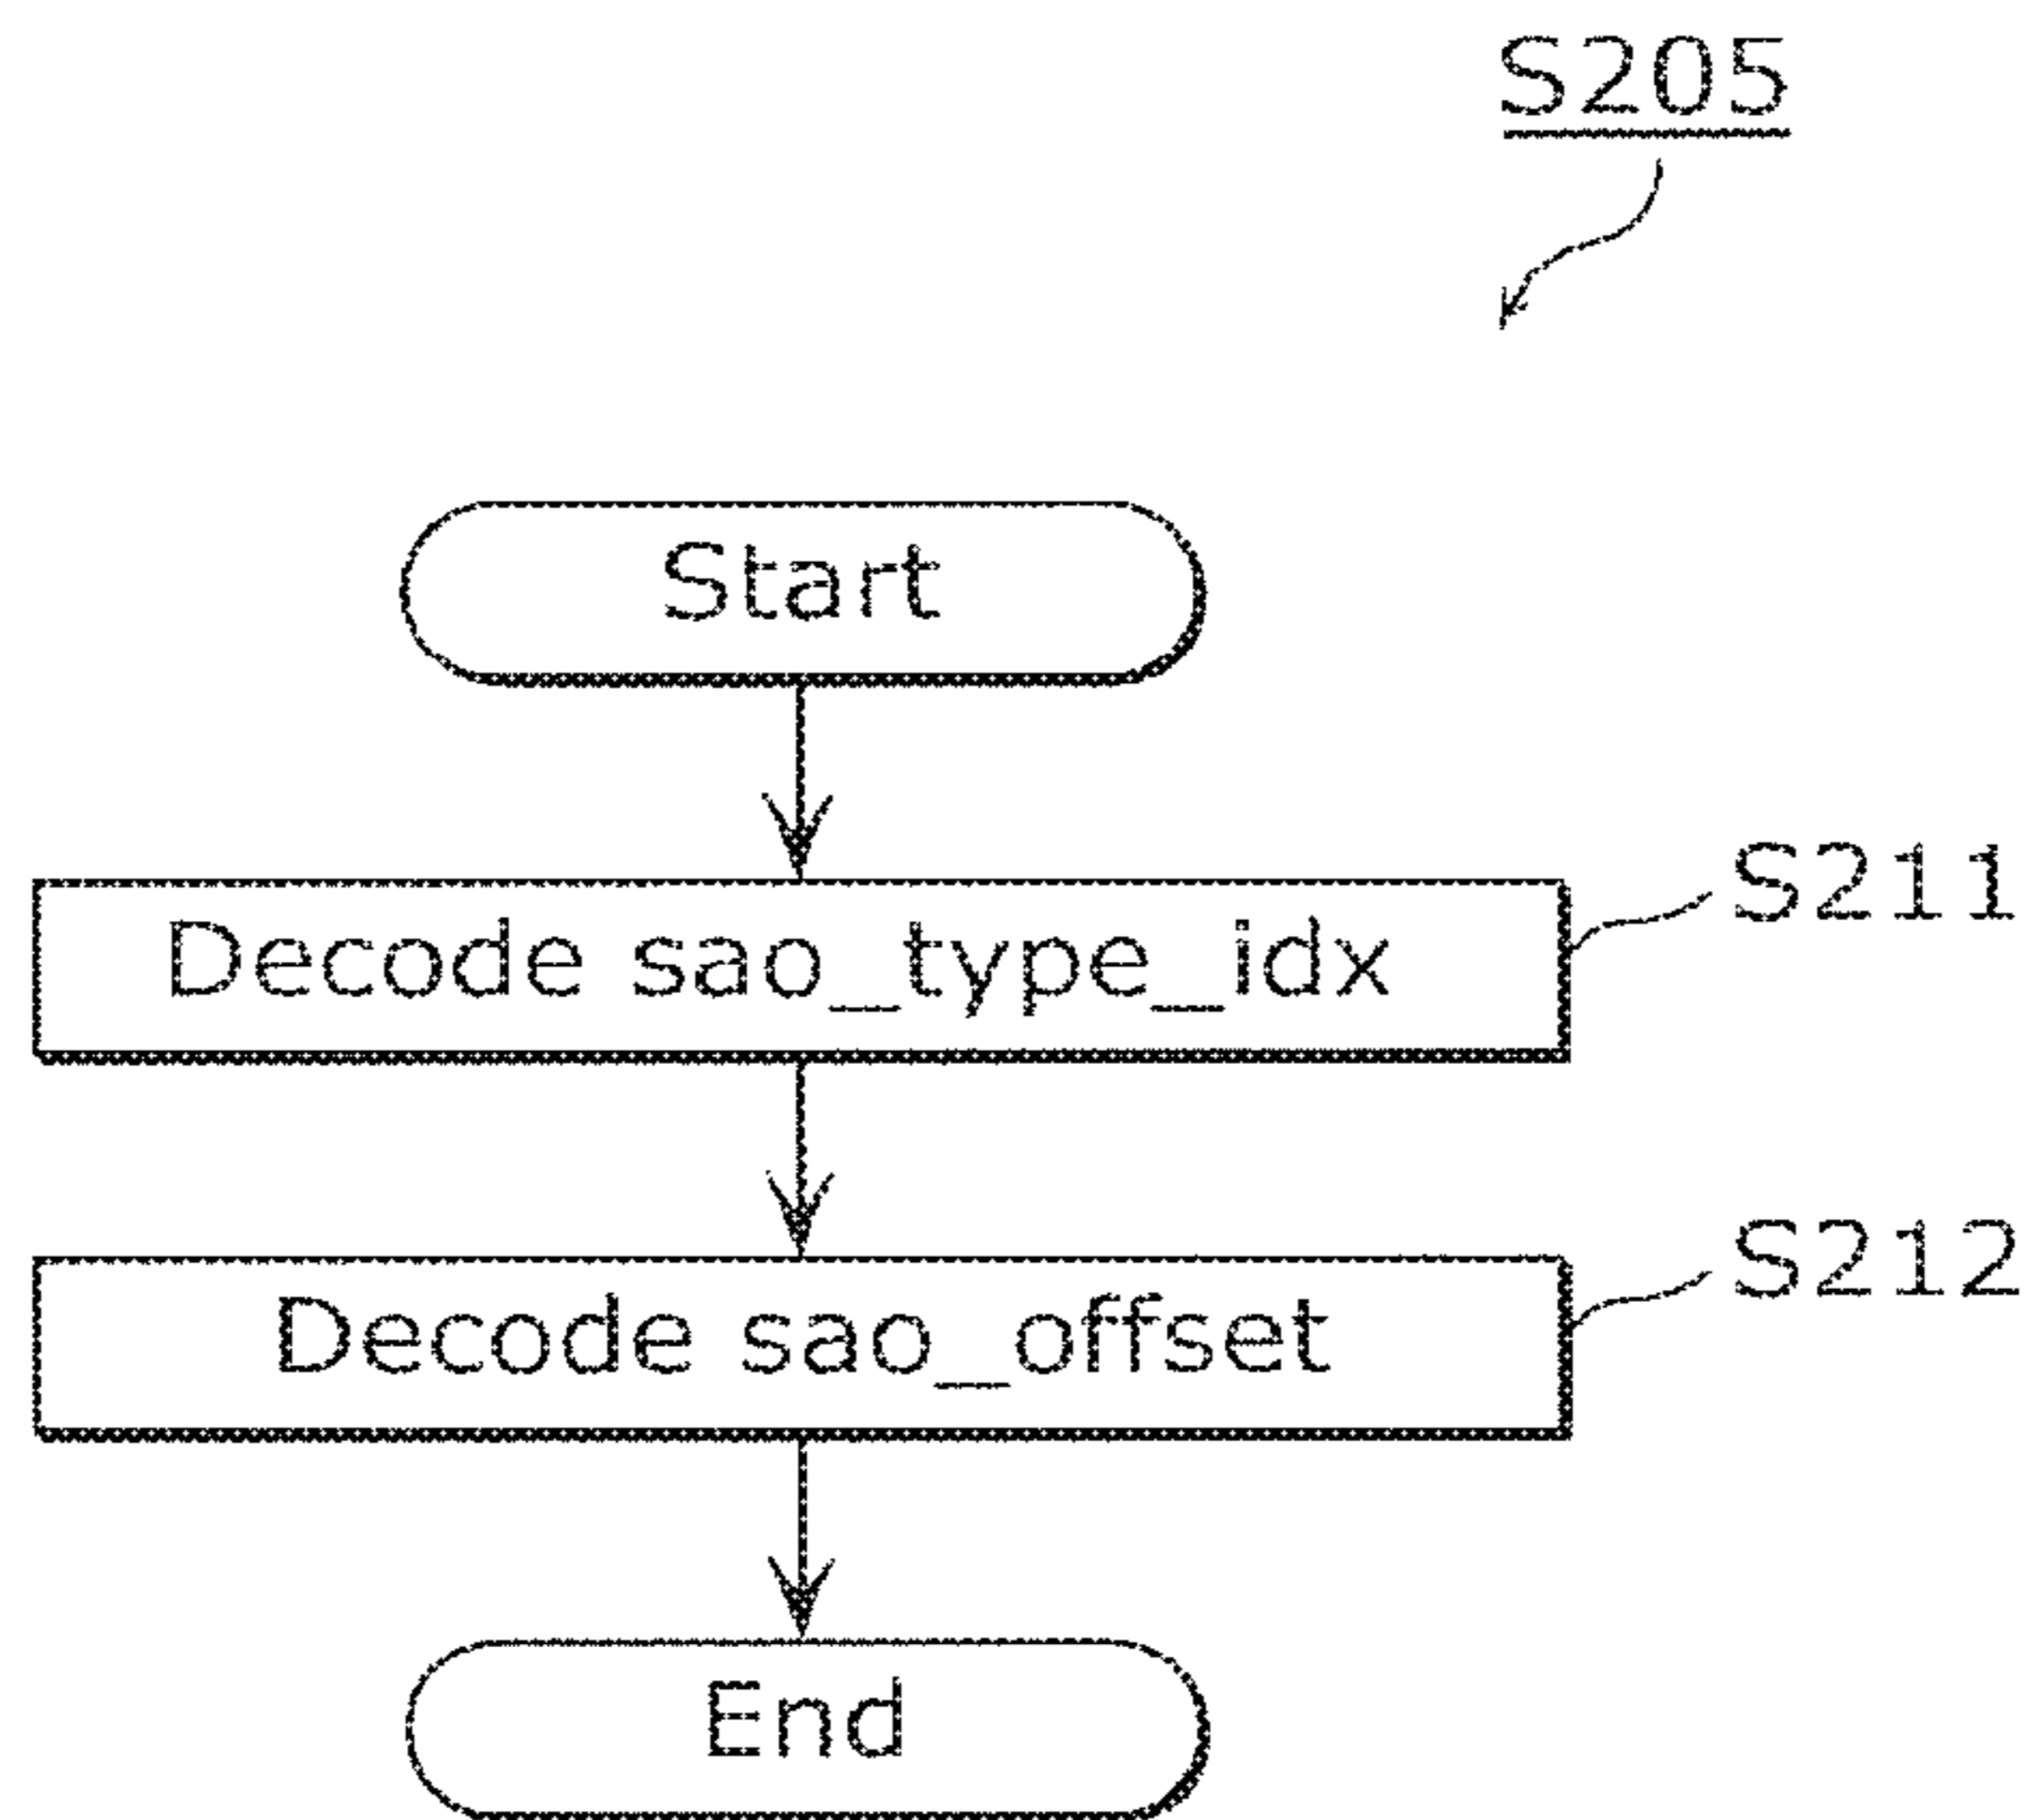 S205
Start
Decode sao_type_idx
S211
Decode sao_offset
S212
End